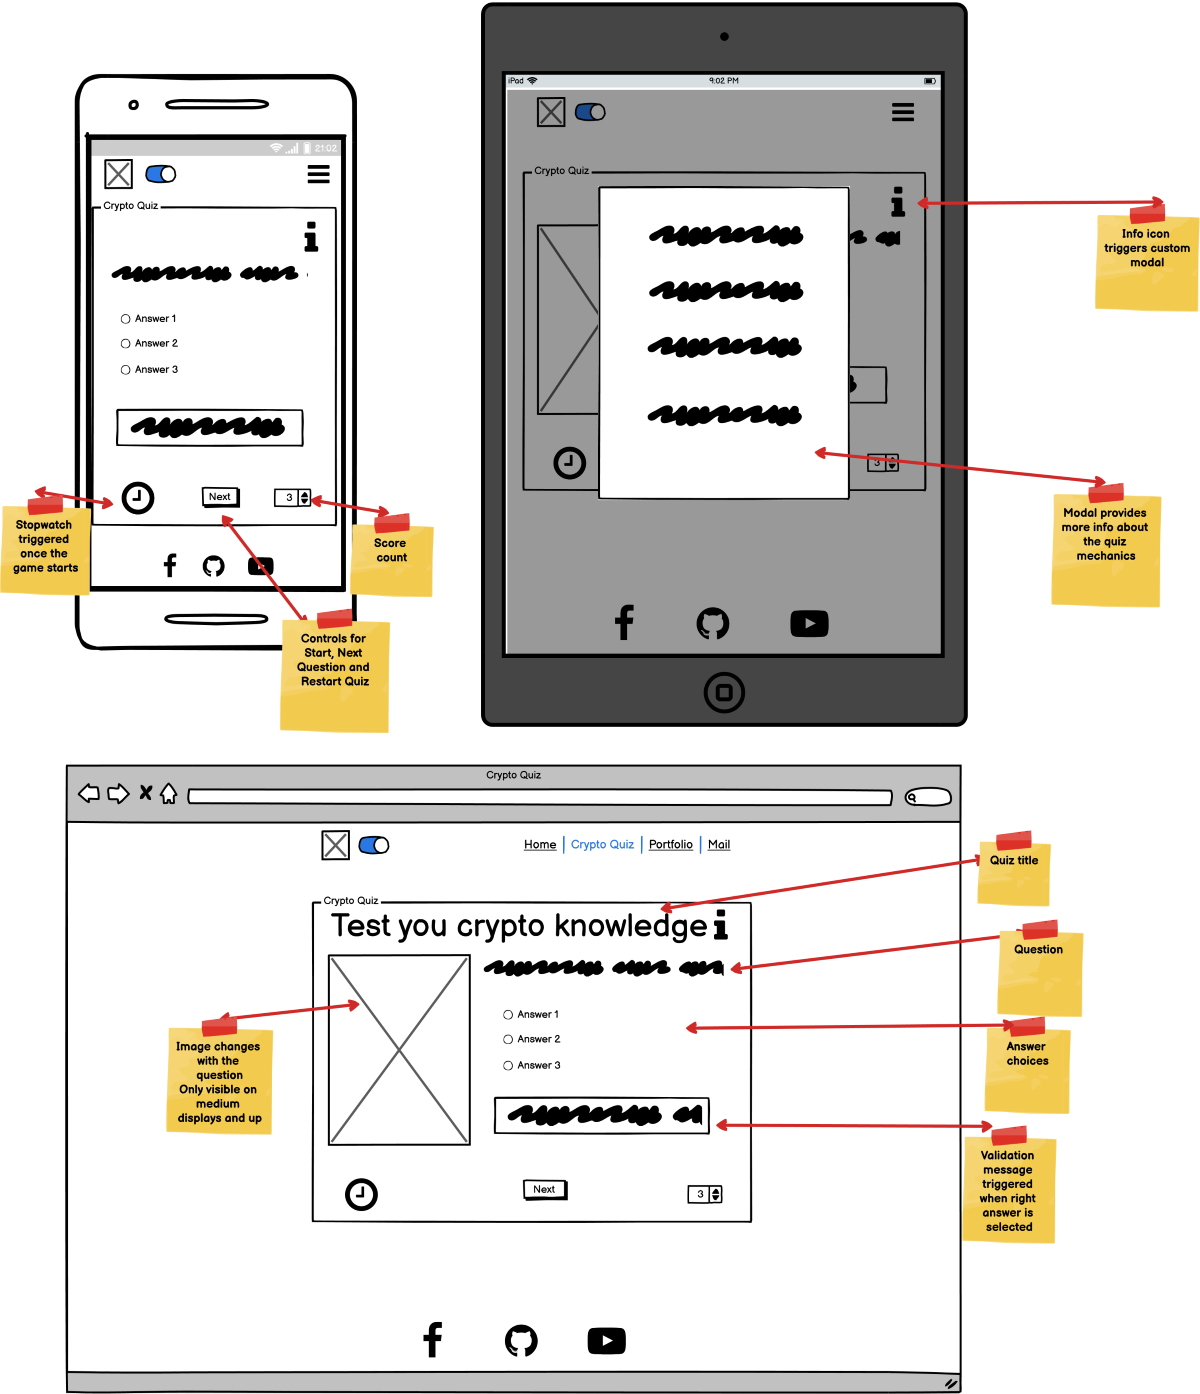 21:02
Crypto Quiz
Answer 1
Answer 2
Answer 3
Next
3
Stopwatch
triggered
once the
game starts
Score
count
Controls for
Start, Next
Question and
Restart Quiz
iPad
9:02 PM
Crypto Quiz
3
Info icon
triggers custom
modal
Modal provides
more info about
the quiz
mechanics
Crypto Quiz
Home
Crypto Quiz
Portfolio
Mail
Crypto Quiz
Test you crypto knowledge
Answer 1
Answer 2
Answer 3
Next
3
Image changes
with the
question
Only visible on
medium
displays and up
Quiz title
Question
Answer
choices
Validation
message
triggered
when right
answer is
selected